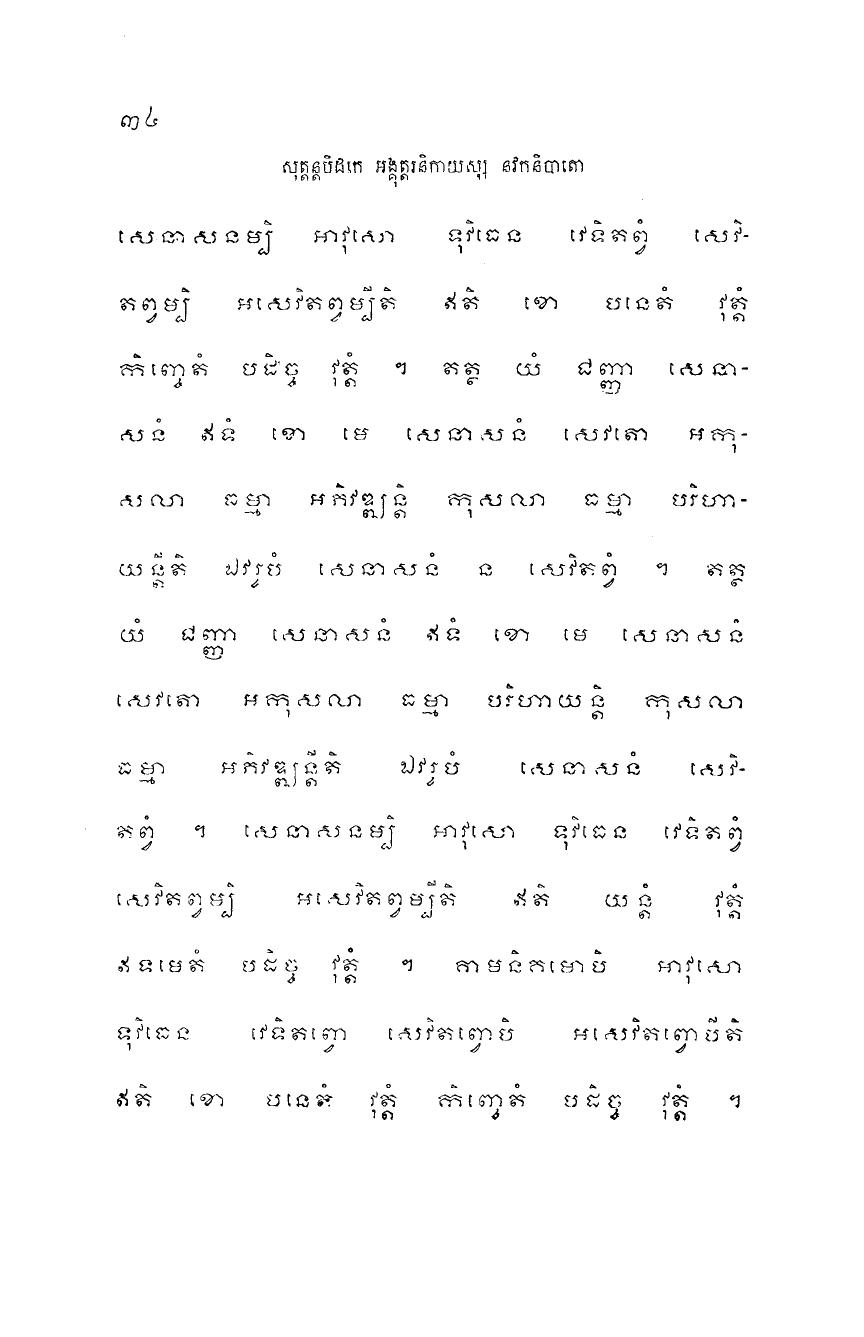 ៣៤
សុត្តន្តបិដកេ អង្គុត្តរនិកាយស្ស នវកនិបាតោ
សេនាសនម្បិ អាវុសោ ទុវិធេន វេទិតព្វំ សេវិ-
តព្វម្បិ អសេវិតព្វម្បីតិ ឥតិ ខោ បនេតំ វុត្តំ
កិញ្ចេតំ បដិច្ច វុត្តំ ។ តត្ថ យំ ជញ្ញា សេនា-
សនំ ឥទំ ខោ មេ សេនាសនំ សេវតោ អកុ-
សលា ធម្មា អភិវឌ្ឍន្តិ កុសលា ធម្មា បរិហា-
យន្តីតិ ឯវរូបំ សេនាសនំ ន សេវិតព្វំ ។ តត្ថ
យំ ជញ្ញា សេនាសនំ ឥទំ ខោ មេ សេនាសនំ
សេវតោ អកុសលា ធម្មា បរិហាយន្តិ កុសលា
ធម្មា អភិវឌ្ឍន្តីតិ ឯវរូបំ សេនាសនំ សេវិ-
តព្វំ ។ សេនាសនម្បិ អាវុសោ ទុវិធេន វេទិតព្វំ
សេវិតព្វម្បិ អសេវិតព្វម្បីតិ ឥតិ យន្តំ វុត្តំ
ឥទមេតំ បដិច្ច វុត្តំ ។ គាមនិគមោបិ អាវុសោ
ទុវិធេន វេទិតព្វោ សេវិតព្វោបិ អសេវិតព្វោបីតិ
ឥតិ ខោ បនេតំ វុត្តំ កិញ្ចេតំ បដិច្ច វុត្តំ ។